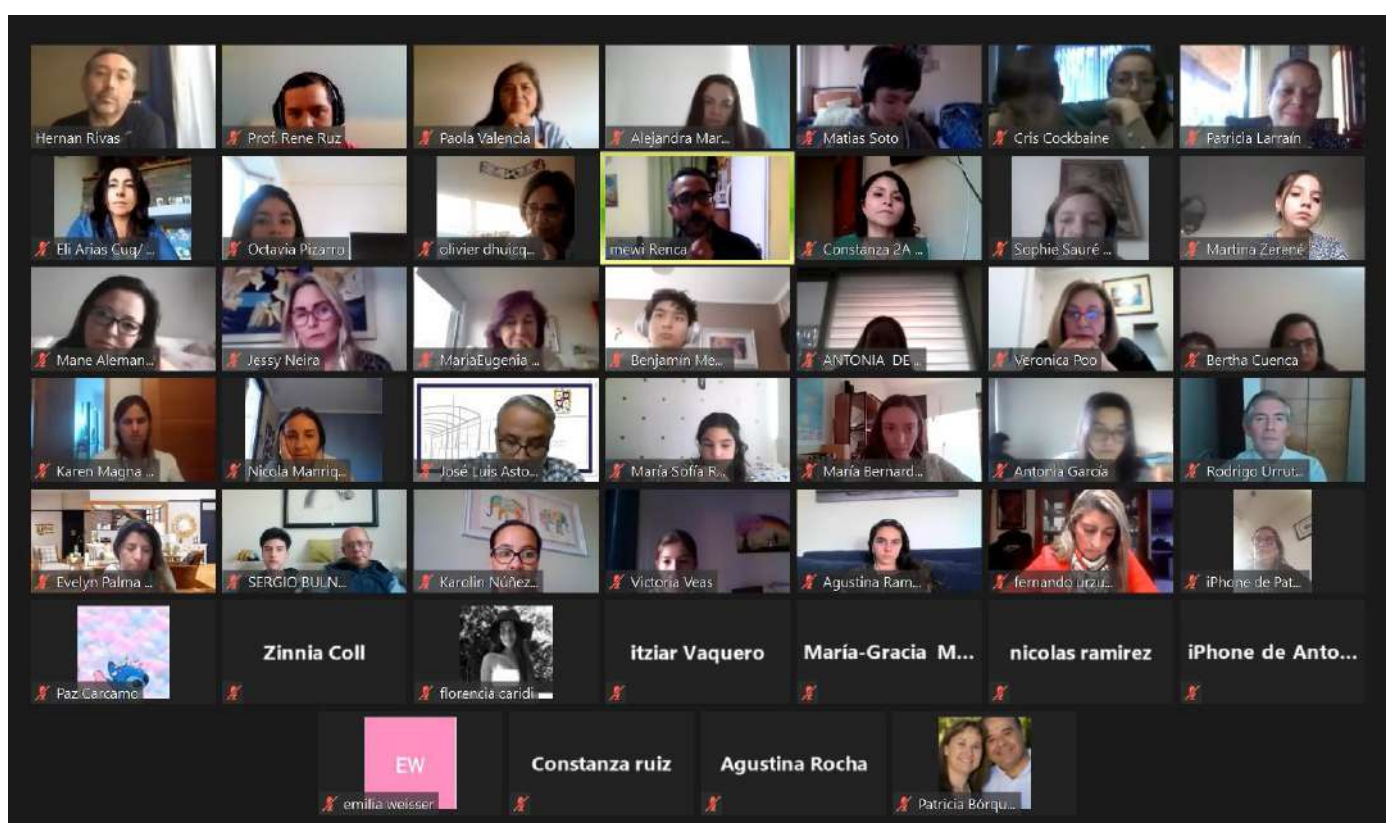 Hernan Rivas
Prof. Rene Ruz
Paola Valencia
Alejandra Mar...
Matias Soto
Cris Cockbaine
Patricia Larraín
Eli Arias Cuq/ ...
Octavia Pizarro
olivier dhuicq...
mewi Renca
Constanza 2A ...
Sophie Sauré ...
Martina Zerené
Mane Aleman...
Jessy Neira
MariaEugenia ...
Benjamín Me...
ANTONIA DE ...
Veronica Poo
Bertha Cuenca
Karen Magna ...
Nicola Manriq...
José Luis Asto...
María Sofía R...
María Bernard...
Antonia García
Rodrigo Urrut...
Evelyn Palma ...
SERGIO BULN...
Karolin Núñez...
Victoria Veas
Agustina Ram...
fernando urzu...
iPhone de Pat...
Paz Carcamo
Zinnia Coll
florencia caridi
itziar Vaquero
María-Gracia M...
nicolas ramirez
iPhone de Anto...
EW
emilia weisser
Constanza ruiz
Agustina Rocha
Patricia Bórqu...